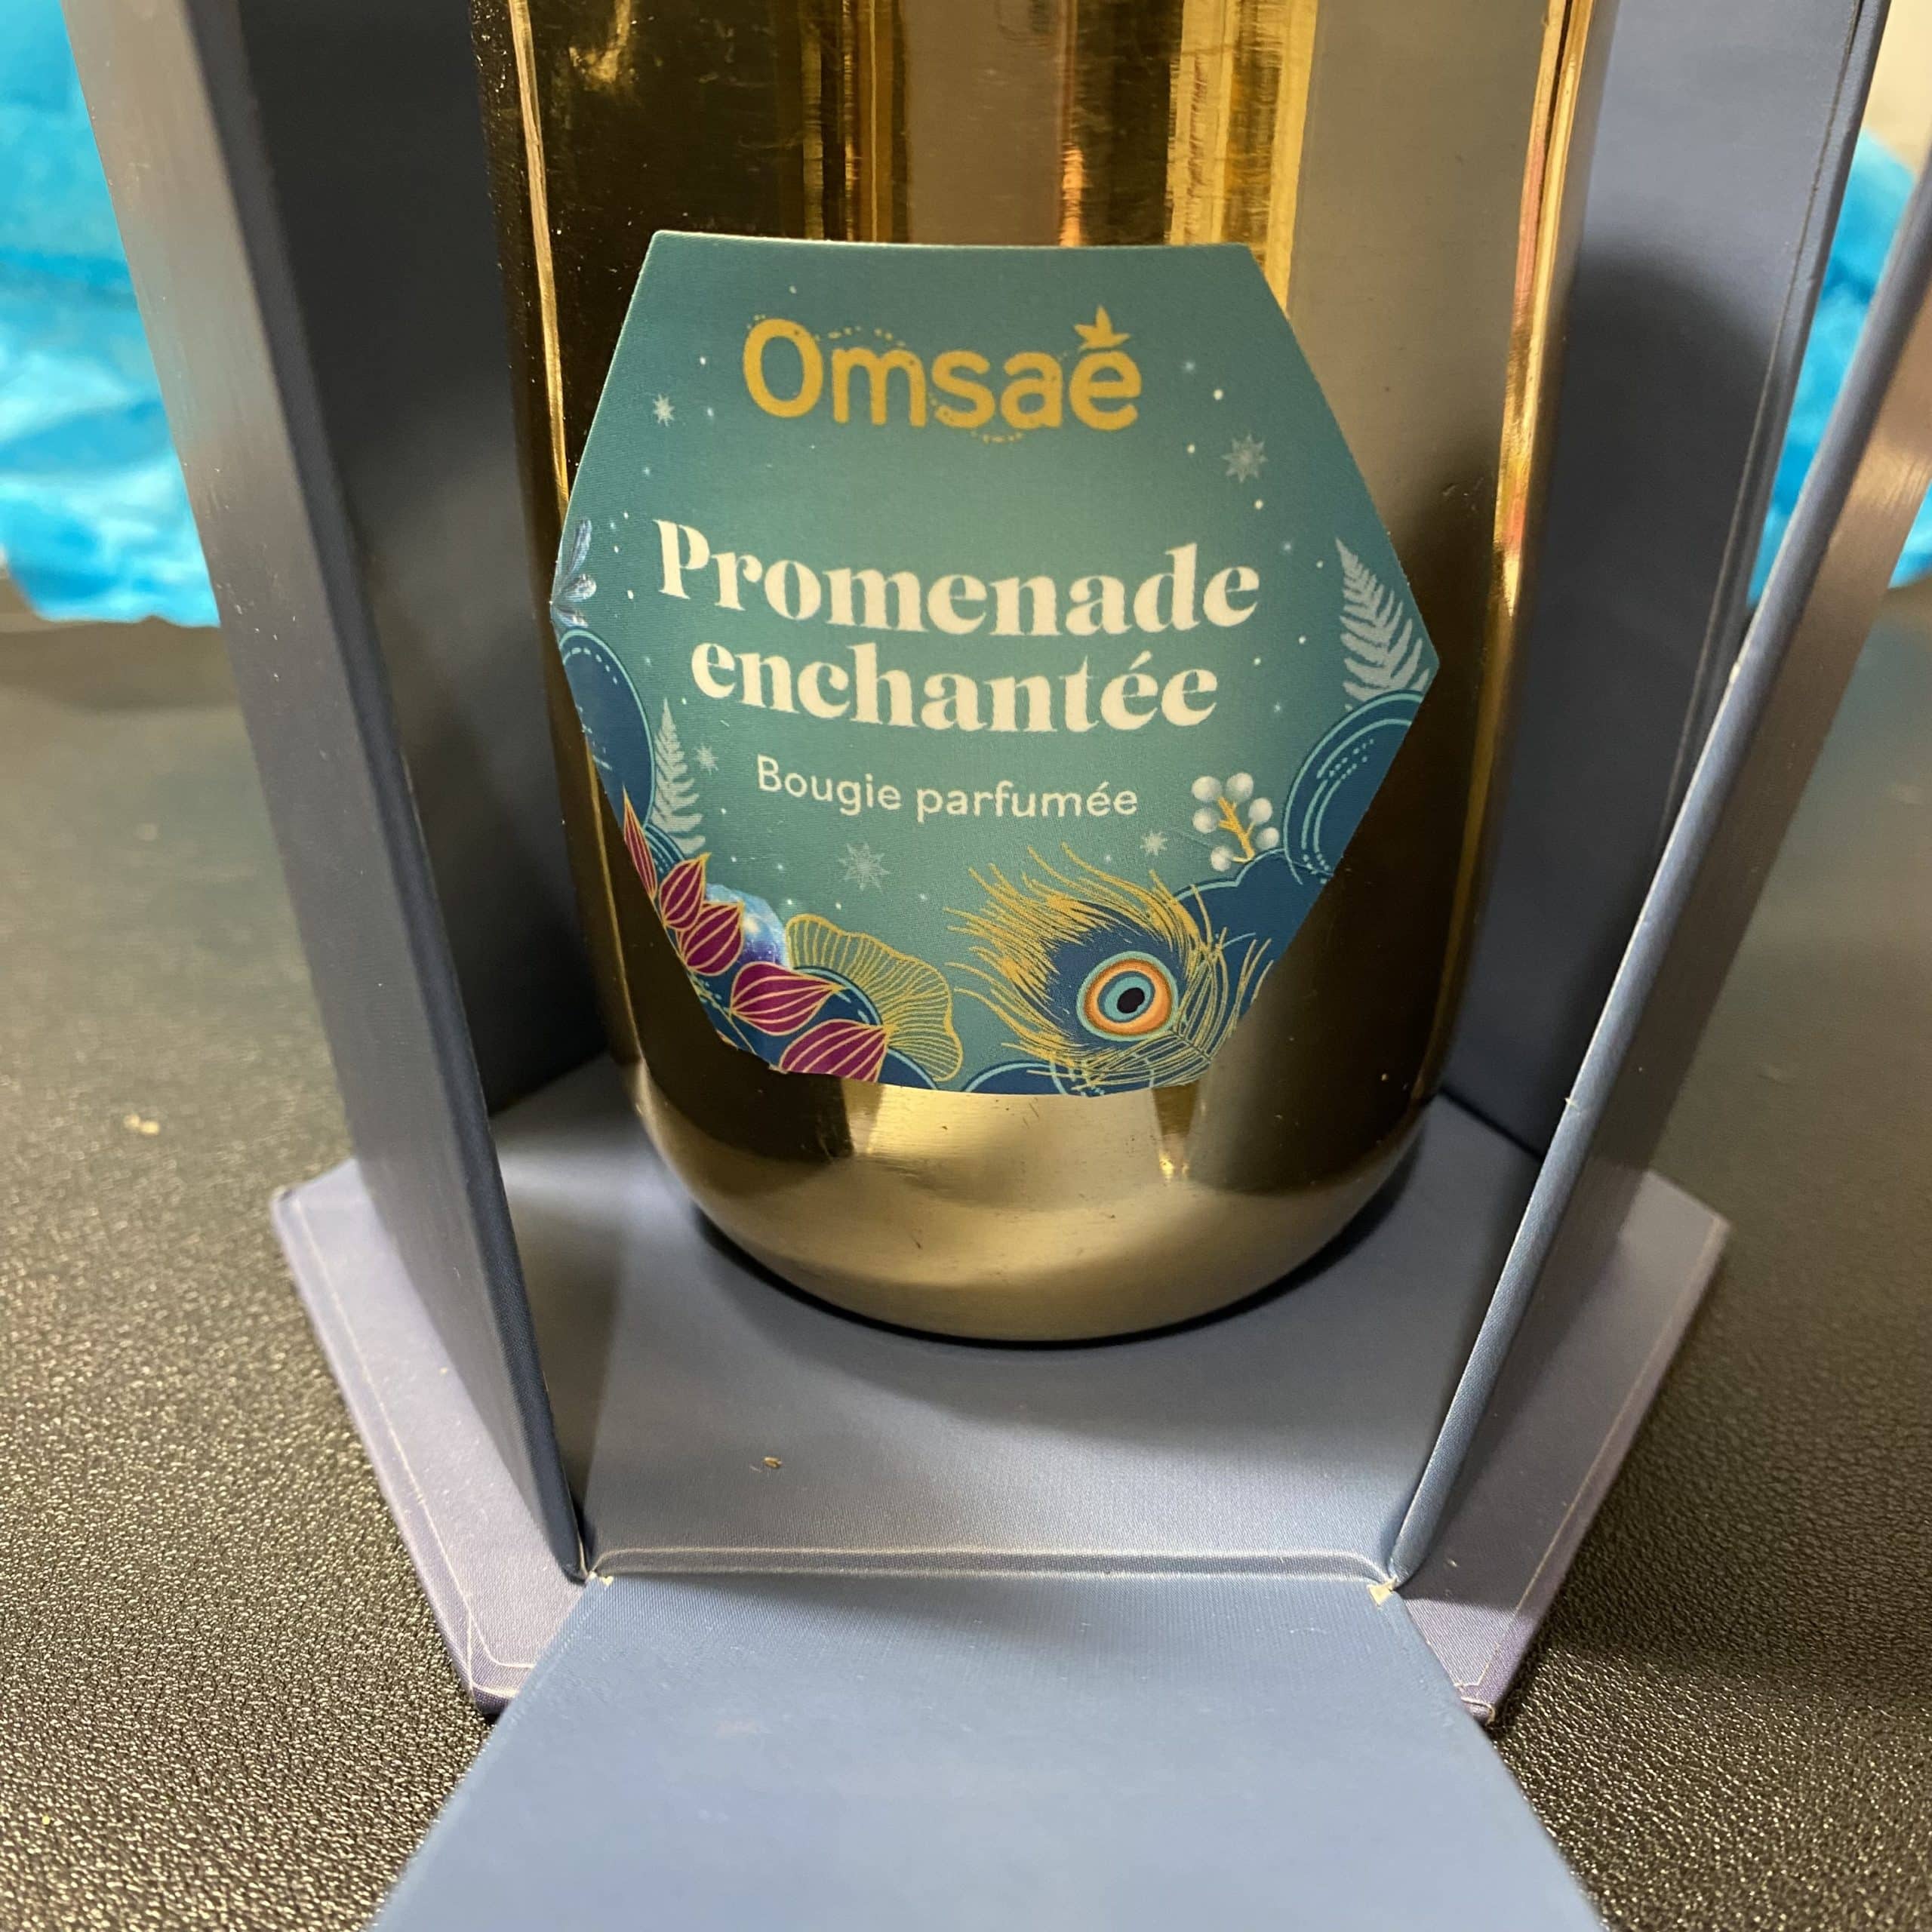 Omsaé
Promenade
enchantée
Bougie parfumée